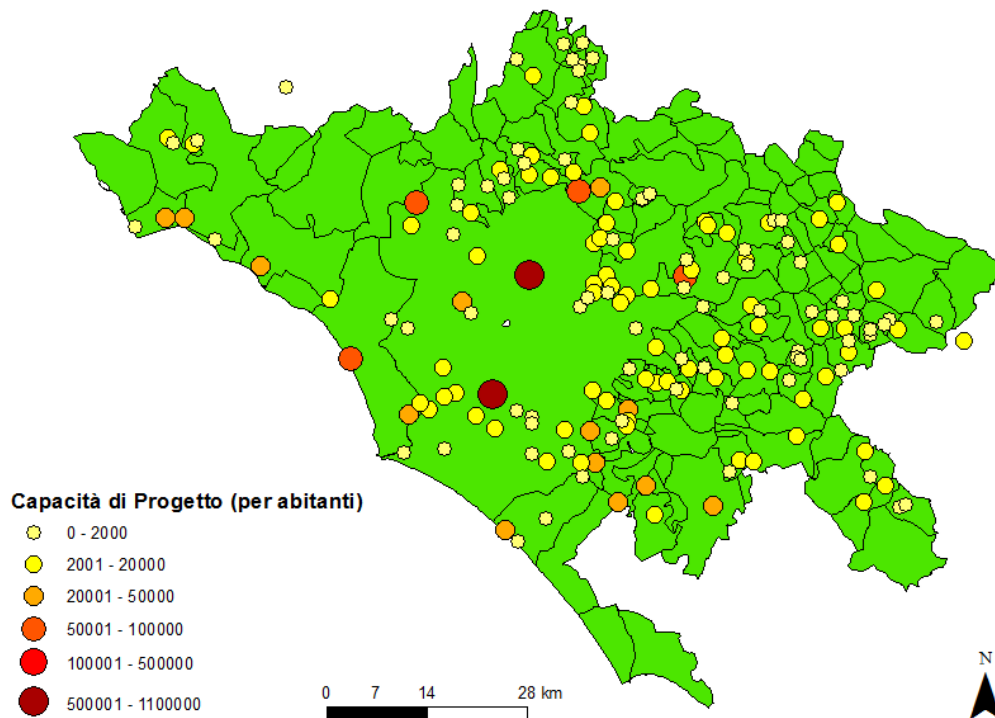 Capacità di Progetto (per abitanti)
0 - 2000
2001 - 20000
20001 - 50000
50001 - 100000
100001 - 500000
500001 - 1100000
0 7 14 28 km
N